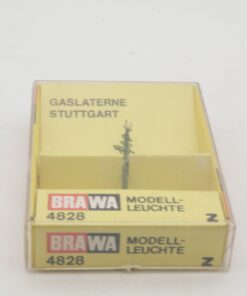 GASLATERNE
STUTTGART
BRAWA MODELL-
4828 LEUCHTE N
BRAWA MODELL-
4828 LEUCHTE N